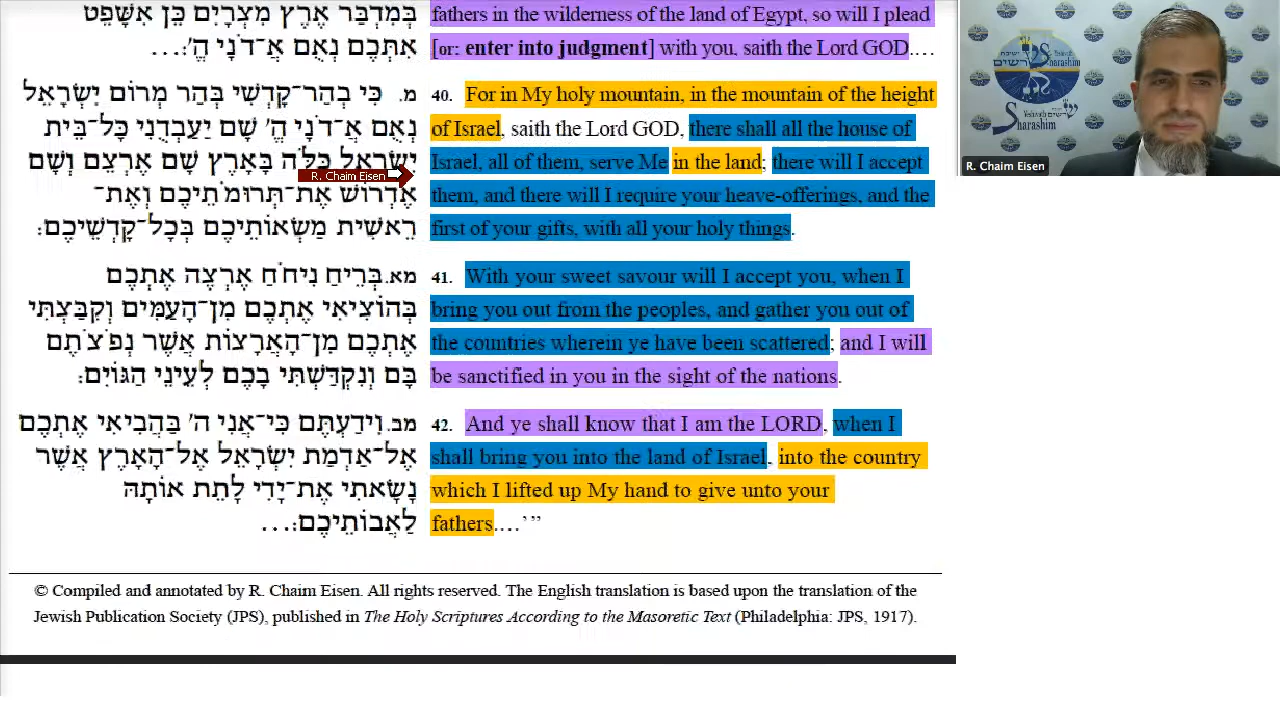 בְּמִדְבַּר אֶרֶץ מִצְרָיִם כֵּן אִשָּׁפֵט
אִתְּכֶם נְאֻם אֲ־דֹנָי ה':...
מ. כִּי בְהַר־קָדְשִׁי בְּהַר מְרוֹם יִשְׂרָאֵל
נְאֻם אֲ־דֹנָי ה' שָׁם יַעַבְדֻנִי כָּל־בֵּית
יִשְׂרָאֵל כֻּלֹּה בָּאָרֶץ שָׁם אֶרְצֵם וְשָׁם
אֶדְרוֹשׁ אֶת־תְּרוּמֹתֵיכֶם וְאֶת־
רֵאשִׁית מַשְׂאוֹתֵיכֶם בְּכָל־קָדְשֵׁיכֶם:
מא. בְּרֵיחַ נִיחֹחַ אֶרְצֶה אֶתְכֶם
בְּהוֹצִיאִי אֶתְכֶם מִן־הָעַמִּים וְקִבַּצְתִּי
אֶתְכֶם מִן־הָאֲרָצוֹת אֲשֶׁר נְפֹצֹתֶם
בָּם וְנִקְדַּשְׁתִּי בָכֶם לְעֵינֵי הַגּוֹיִם:
מב. וִידַעְתֶּם כִּי־אֲנִי ה' בַּהֲבִיאִי אֶתְכֶם
אֶל־אַדְמַת יִשְׂרָאֵל אֶל־הָאָרֶץ אֲשֶׁר
נָשָׂאתִי אֶת־יָדִי לָתֵת אוֹתָהּ
לַאֲבוֹתֵיכֶם:...
fathers in the wilderness of the land of Egypt, so will I plead
[or: enter into judgment] with you, saith the Lord GOD....
40. For in My holy mountain, in the mountain of the height
of Israel, saith the Lord GOD, there shall all the house of
Israel, all of them, serve Me in the land; there will I accept
them, and there will I require your heave-offerings, and the
first of your gifts, with all your holy things.
41. With your sweet savour will I accept you, when I
bring you out from the peoples, and gather you out of
the countries wherein ye have been scattered; and I will
be sanctified in you in the sight of the nations.
42. And ye shall know that I am the LORD, when I
shall bring you into the land of Israel, into the country
which I lifted up My hand to give unto your
fathers....’”
R. Chaim Eisen
© Compiled and annotated by R. Chaim Eisen. All rights reserved. The English translation is based upon the translation of the
Jewish Publication Society (JPS), published in The Holy Scriptures According to the Masoretic Text (Philadelphia: JPS, 1917).
Sharashim
ישיבת
שרשים
Yeshivat
Sharashim
R. Chaim Eisen